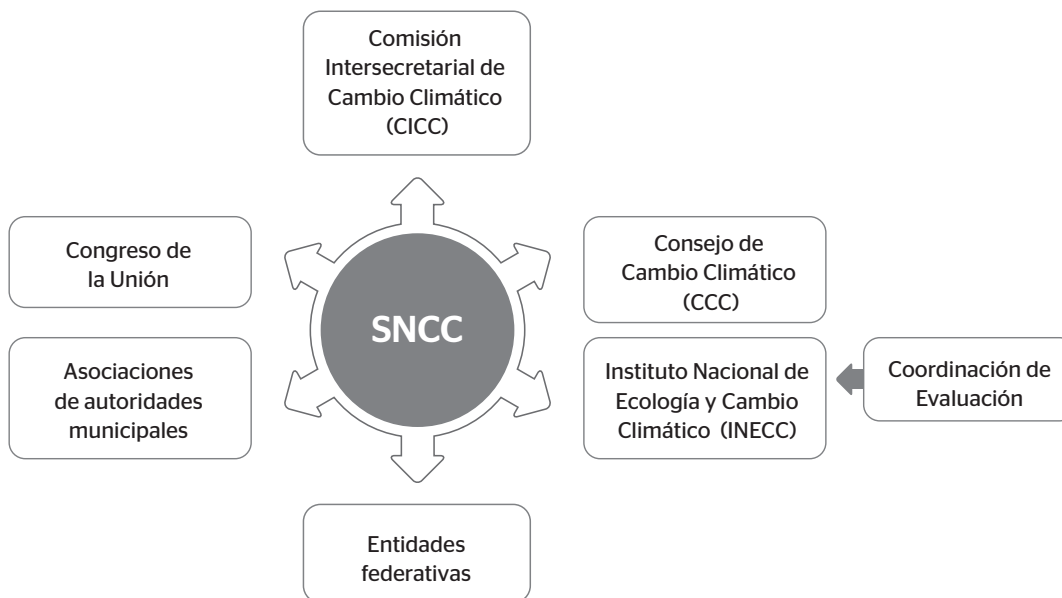 Comisión
Intersecretarial de
Cambio Climático
(CICC)
Congreso de
la Unión
Consejo de
Cambio Climático
(CCC)
SNCC
Asociaciones
de autoridades
municipales
Instituto Nacional de
Ecología y Cambio
Climático (INECC)
Coordinación de
Evaluación
Entidades
federativas